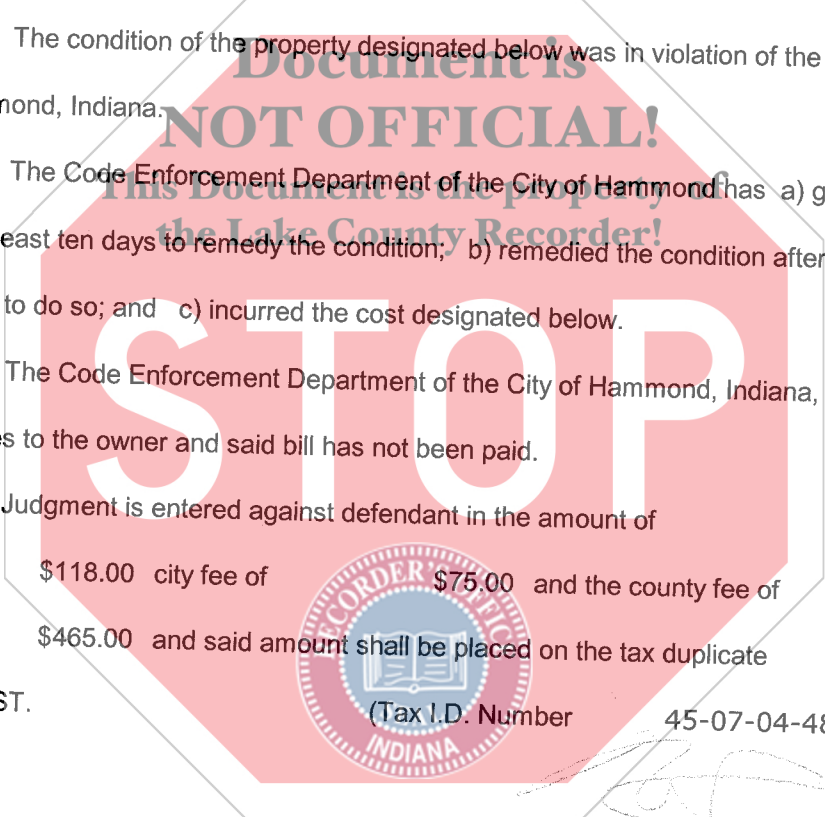 The condition of the property designated below was in violation of the
Document is
mond, Indiana.
NOT OFFICIAL!
The Code Enforcement Department of the City of Hammond has a) g
This Document is the property of
the Lake County Recorder!
east ten days to remedy the condition; b) remedied the condition after
to do so; and c) incurred the cost designated below.
STOP
The Code Enforcement Department of the City of Hammond, Indiana,
s to the owner and said bill has not been paid.
Judgment is entered against defendant in the amount of
$118.00 city fee of $75.00 and the county fee of
$465.00 and said amount shall be placed on the tax duplicate
RECORDER'S OFFIC
ST. (Tax I.D. Number 45-07-04-48
INDIANA